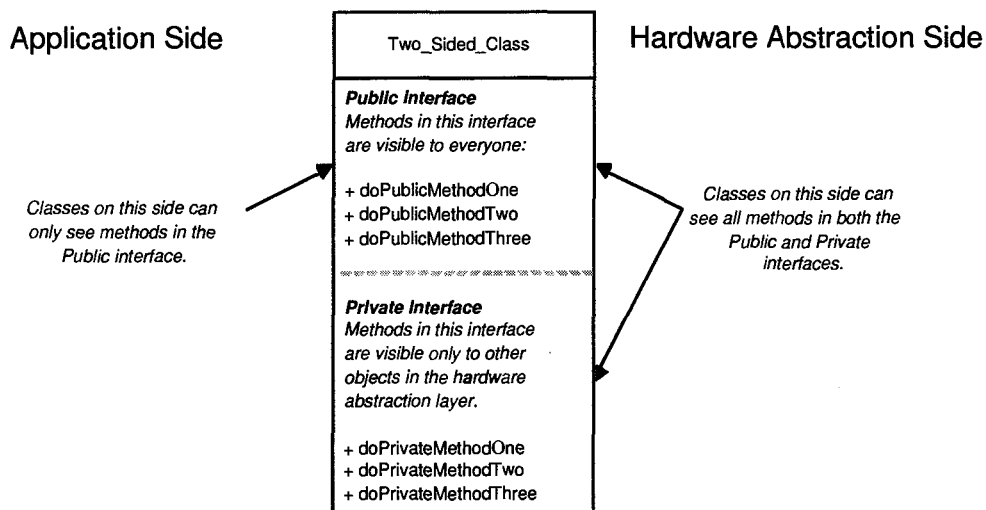 Application Side
Two_Sided_Class
Hardware Abstraction Side
Public Interface
Methods in this interface
are visible to everyone:
+ doPublicMethodOne
+ doPublicMethodTwo
+ doPublicMethodThree
Classes on this side can
only see methods in the
Public interface.
Classes on this side can
see all methods in both the
Public and Private
interfaces.
Private Interface
Methods in this interface
are visible only to other
objects in the hardware
abstraction layer.
+ doPrivateMethodOne
+ doPrivateMethodTwo
+ doPrivateMethodThree